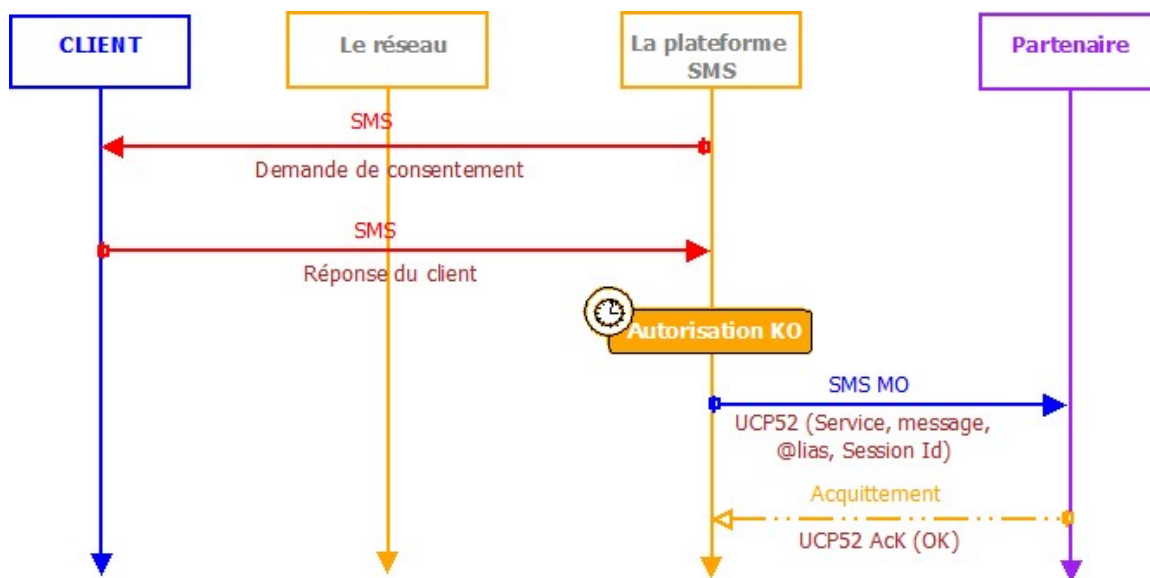 CLIENT
Le réseau
La plateforme
SMS
Partenaire
SMS
Demande de consentement
SMS
Réponse du client
Autorisation KO
SMS MO
UCP52 (Service, message,
@lias, Session Id)
Acquittement
UCP52 AcK (OK)